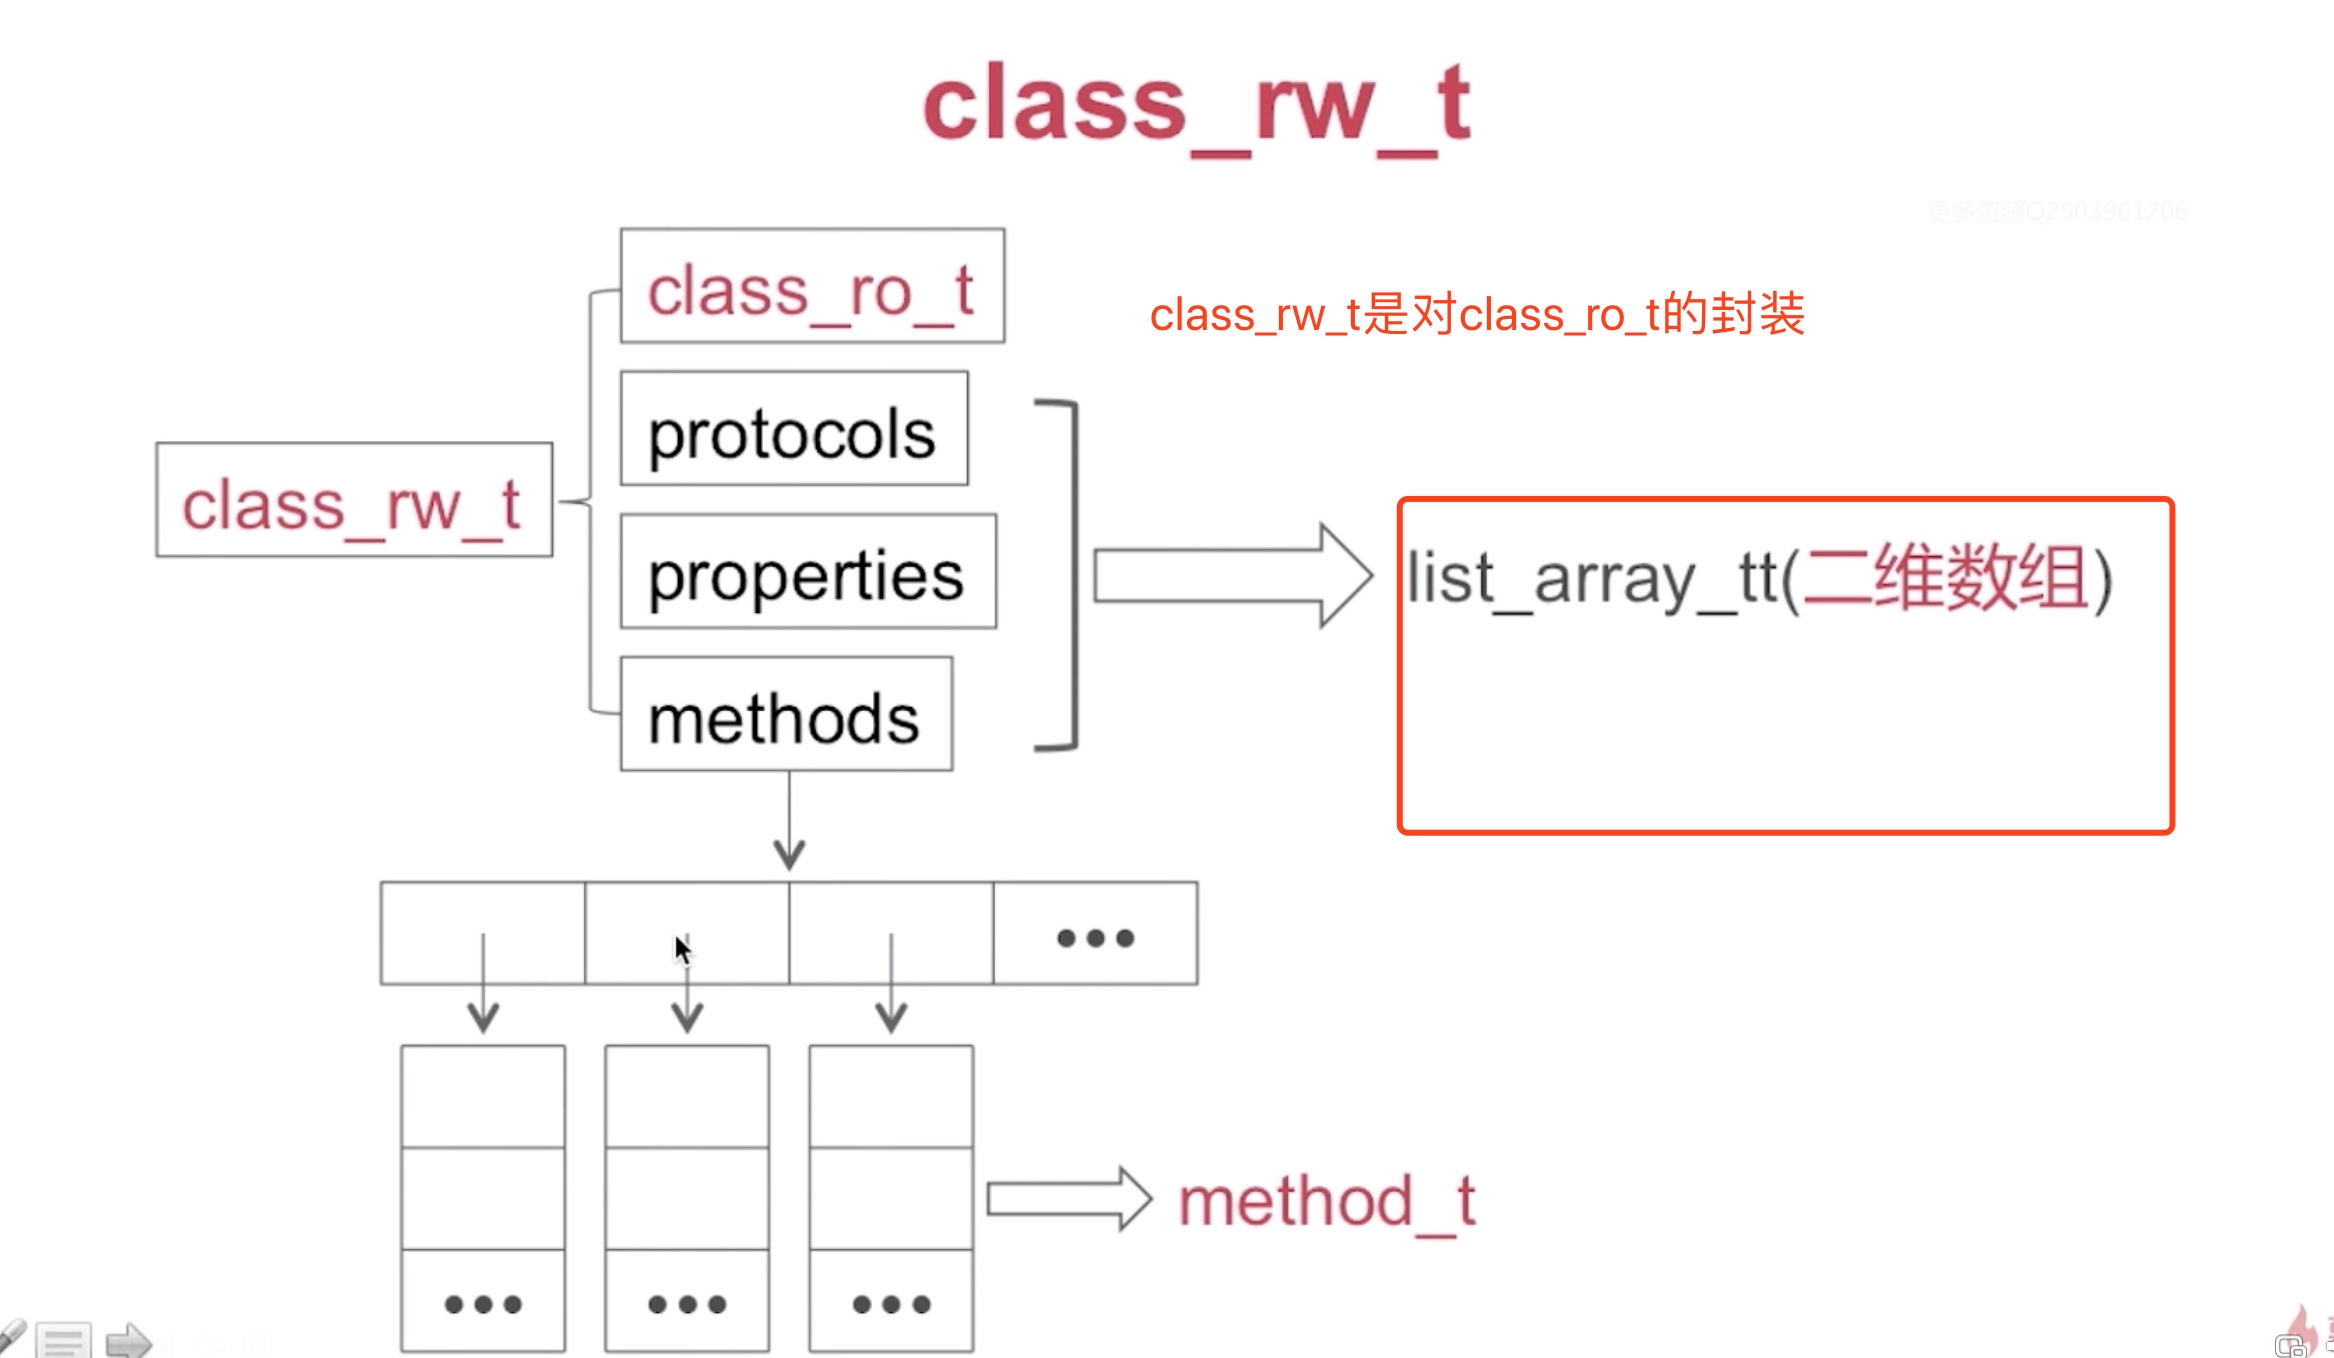 class_rw_t
更多资源Q2503961206
class_ro_t
class_rw_t是对class_ro_t的封装
protocols
class_rw_t
properties
list_array_tt(二维数组)
methods
•••
method_t
••• ••• •••